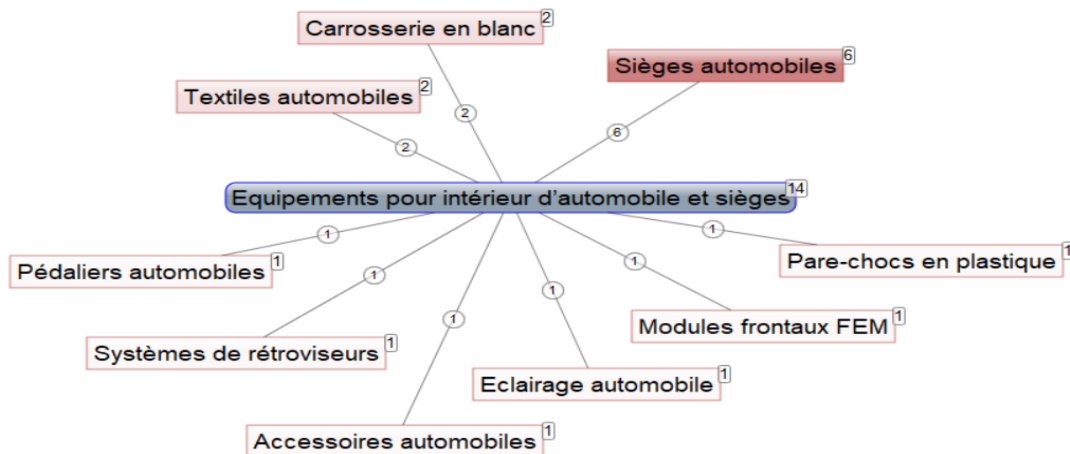 Carrosserie en blanc 2
Sièges automobiles 6
Textiles automobiles 2
2
6
2
Equipements pour intérieur d'automobile et sièges 14
1
1
Pédaliers automobiles 1
Pare-chocs en plastique 1
1
1
1
Modules frontaux FEM 1
1
Systèmes de rétroviseurs 1
Eclairage automobile 1
Accessoires automobiles 1